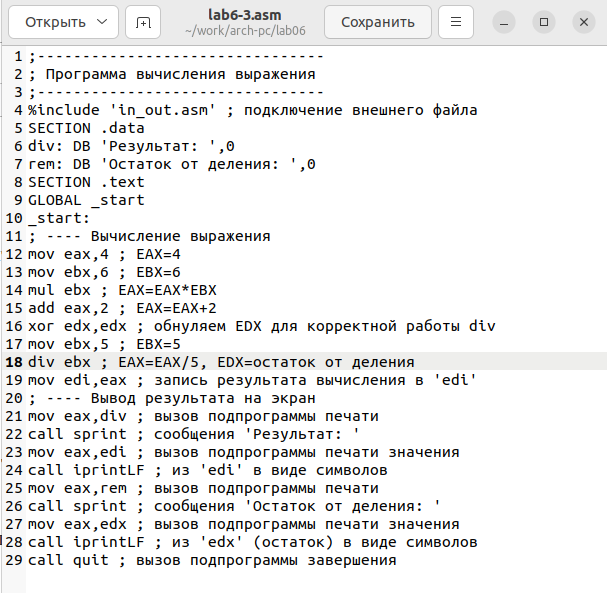 Открыть
lab6-3.asm
~/work/arch-pc/lab06
Сохранить
1 ;--------------------------------
2 ; Программа вычисления выражения
3 ;--------------------------------
4 %include 'in_out.asm' ; подключение внешнего файла
5 SECTION .data
6 div: DB 'Результат: ',0
7 rem: DB 'Остаток от деления: ',0
8 SECTION .text
9 GLOBAL _start
10 _start:
11 ; ---- Вычисление выражения
12 mov eax,4 ; EAX=4
13 mov ebx,6 ; EBX=6
14 mul ebx ; EAX=EAX*EBX
15 add eax,2 ; EAX=EAX+2
16 xor edx,edx ; обнуляем EDX для корректной работы div
17 mov ebx,5 ; EBX=5
18 div ebx ; EAX=EAX/5, EDX=остаток от деления
19 mov edi,eax ; запись результата вычисления в 'edi'
20 ; ---- Вывод результата на экран
21 mov eax,div ; вызов подпрограммы печати
22 call sprint ; сообщения 'Результат: '
23 mov eax,edi ; вызов подпрограммы печати значения
24 call iprintLF ; из 'edi' в виде символов
25 mov eax,rem ; вызов подпрограммы печати
26 call sprint ; сообщения 'Остаток от деления: '
27 mov eax,edx ; вызов подпрограммы печати значения
28 call iprintLF ; из 'edx' (остаток) в виде символов
29 call quit ; вызов подпрограммы завершения